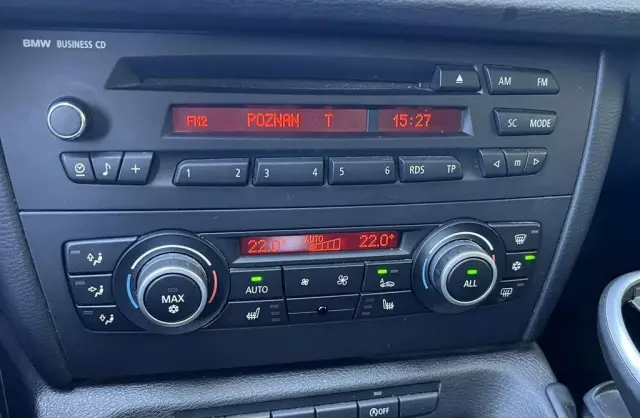 BMW BUSINESS CD
AM FM
FM2 POZNAN T 15:27
SC MODE
1 2 3 4 5 6 RDS TP m
22.0 AUTO 22.0°
MAX AUTO ALL
OFF